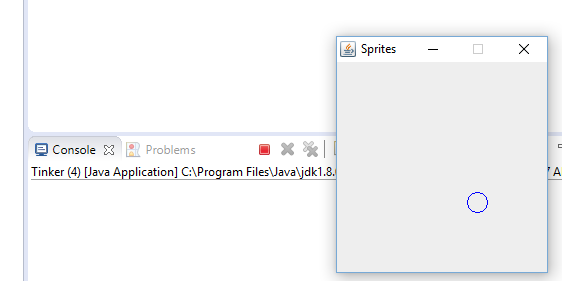 Sprites
Console Problems
Tinker (4) [Java Application] C:\Program Files\Java\jdk1.8.